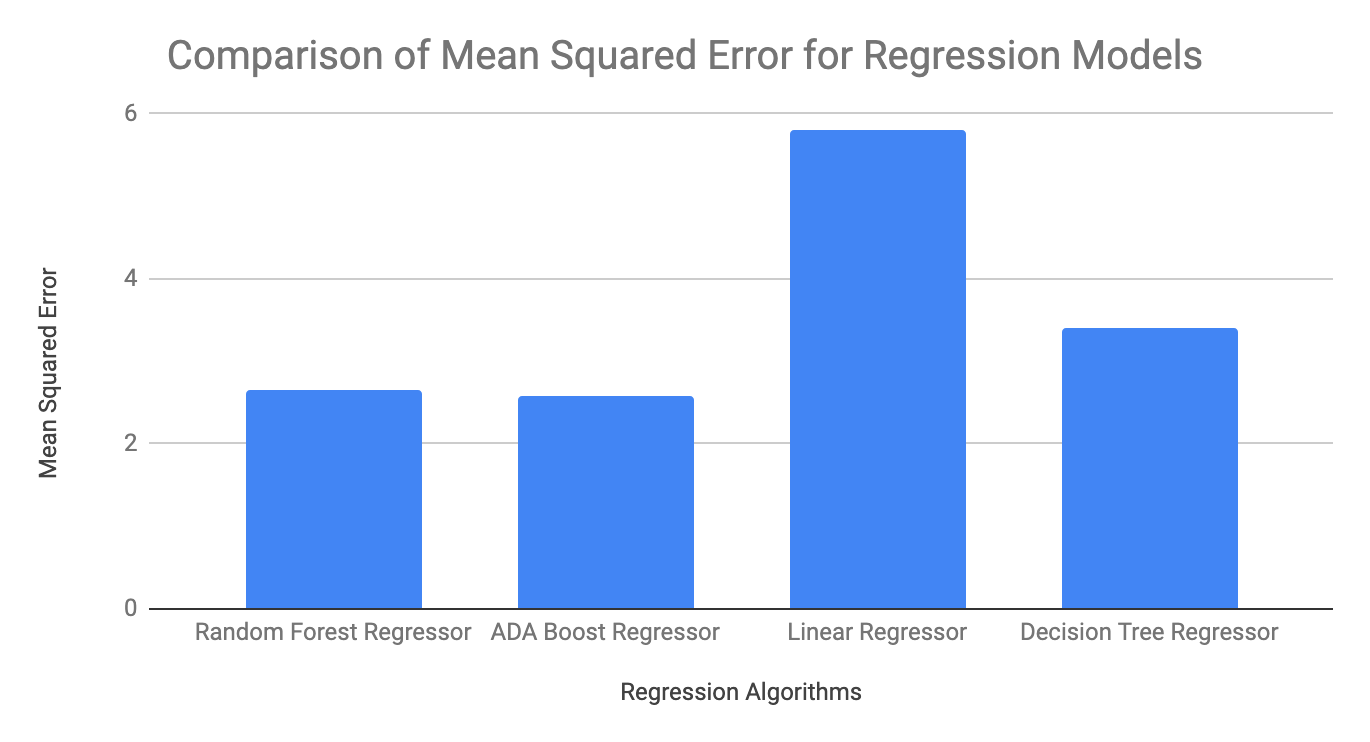 Comparison of Mean Squared Error for Regression Models
Mean Squared Error
6
4
2
0
Random Forest Regressor
ADA Boost Regressor
Linear Regressor
Decision Tree Regressor
Regression Algorithms